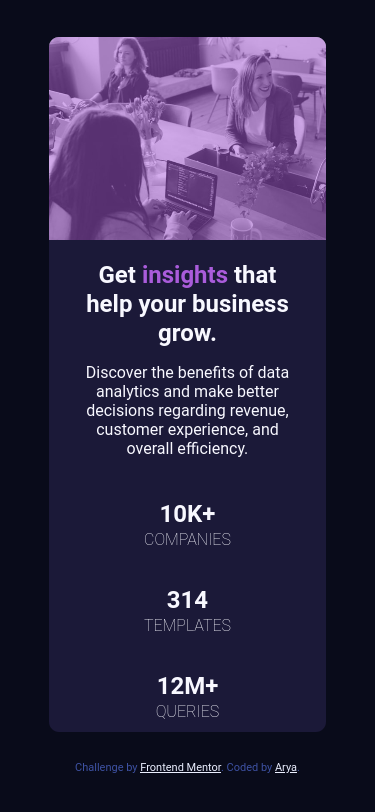 Get insights that
help your business
grow.
Discover the benefits of data
analytics and make better
decisions regarding revenue,
customer experience, and
overall efficiency.
10K+
COMPANIES
314
TEMPLATES
12M+
QUERIES
Challenge by Frontend Mentor. Coded by Arya.